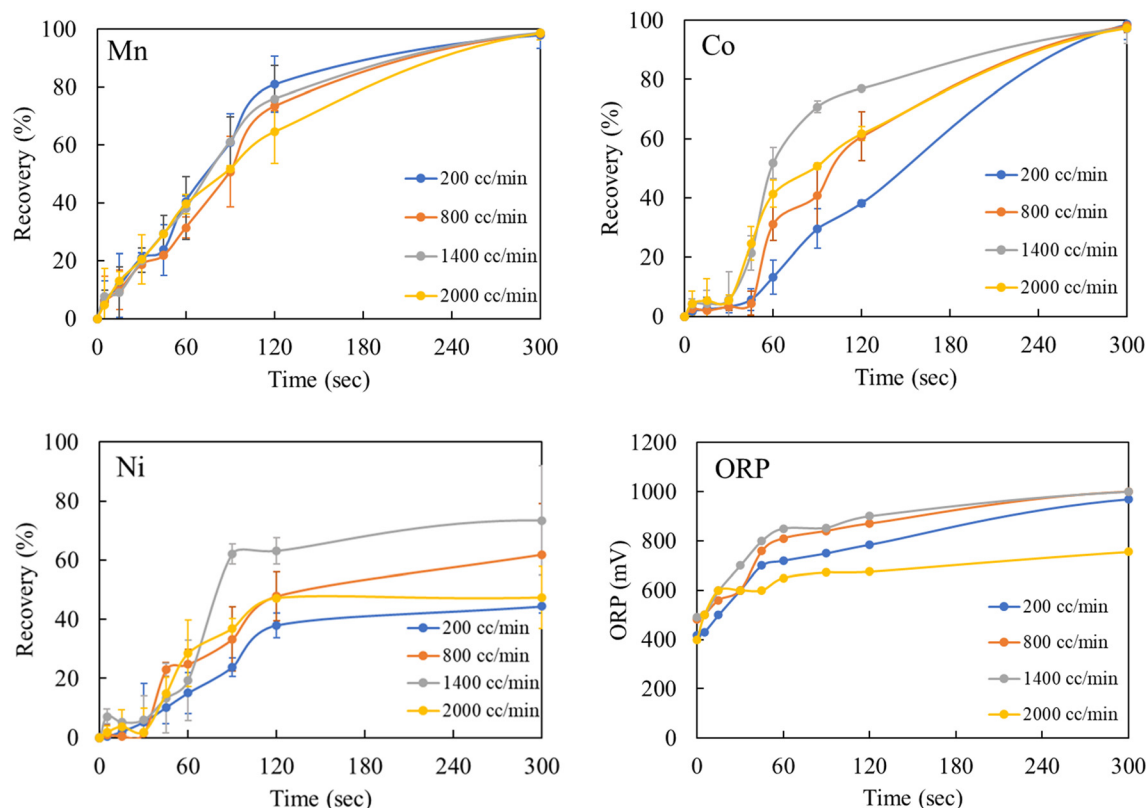 Mn
Recovery (%)
100
80
60
40
20
0
200 cc/min
800 cc/min
1400 cc/min
2000 cc/min
0 60 120 180 240 300
Time (sec)
Co
Recovery (%)
100
80
60
40
20
0
200 cc/min
800 cc/min
1400 cc/min
2000 cc/min
0 60 120 180 240 300
Time (sec)
Ni
Recovery (%)
100
80
60
40
20
0
200 cc/min
800 cc/min
1400 cc/min
2000 cc/min
0 60 120 180 240 300
Time (sec)
ORP
ORP (mV)
1200
1000
800
600
400
200
0
200 cc/min
800 cc/min
1400 cc/min
2000 cc/min
0 60 120 180 240 300
Time (sec)